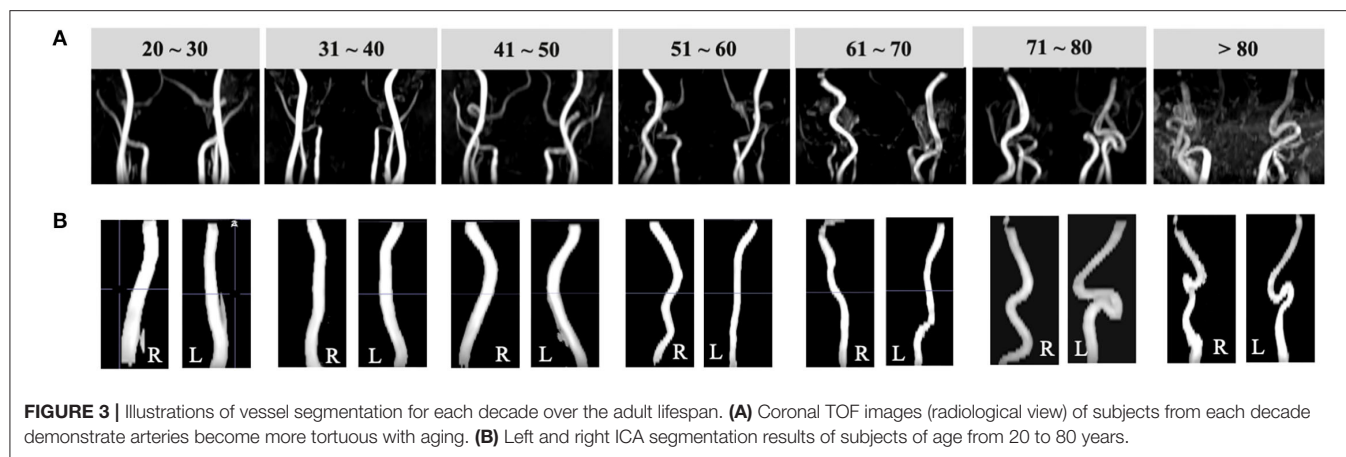 A
20 ~ 30 31 ~ 40 41 ~ 50 51 ~ 60 61 ~ 70 71 ~ 80 > 80
B
R L R L R L R L R L R L R L
FIGURE 3 | Illustrations of vessel segmentation for each decade over the adult lifespan. (A) Coronal TOF images (radiological view) of subjects from each decade
demonstrate arteries become more tortuous with aging. (B) Left and right ICA segmentation results of subjects of age from 20 to 80 years.